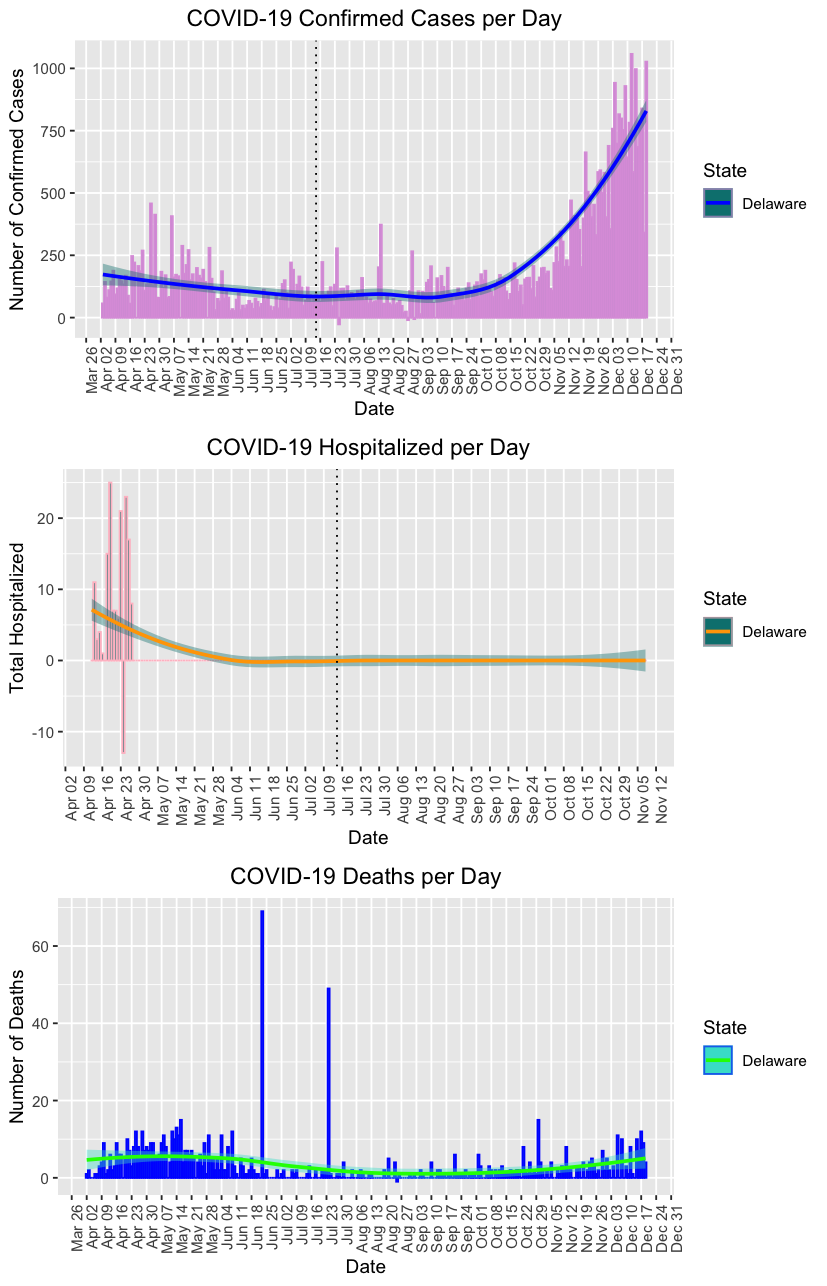 COVID-19 Confirmed Cases per Day
Number of Confirmed Cases
1000
750
500
250
0
Mar 26
Apr 02
Apr 09
Apr 16
Apr 23
Apr 30
May 07
May 14
May 21
May 28
Jun 04
Jun 11
Jun 18
Jun 25
Jul 02
Jul 09
Jul 16
Jul 23
Jul 30
Aug 06
Aug 13
Aug 20
Aug 27
Sep 03
Sep 10
Sep 17
Sep 24
Oct 01
Oct 08
Oct 15
Oct 22
Oct 29
Nov 05
Nov 12
Nov 19
Nov 26
Dec 03
Dec 10
Dec 17
Dec 24
Dec 31
Date
State
Delaware
COVID-19 Hospitalized per Day
Total Hospitalized
20
10
0
-10
Apr 02
Apr 09
Apr 16
Apr 23
Apr 30
May 07
May 14
May 21
May 28
Jun 04
Jun 11
Jun 18
Jun 25
Jul 02
Jul 09
Jul 16
Jul 23
Jul 30
Aug 06
Aug 13
Aug 20
Aug 27
Sep 03
Sep 10
Sep 17
Sep 24
Oct 01
Oct 08
Oct 15
Oct 22
Oct 29
Nov 05
Nov 12
Date
State
Delaware
COVID-19 Deaths per Day
Number of Deaths
60
40
20
0
Mar 26
Apr 02
Apr 09
Apr 16
Apr 23
Apr 30
May 07
May 14
May 21
May 28
Jun 04
Jun 11
Jun 18
Jun 25
Jul 02
Jul 09
Jul 16
Jul 23
Jul 30
Aug 06
Aug 13
Aug 20
Aug 27
Sep 03
Sep 10
Sep 17
Sep 24
Oct 01
Oct 08
Oct 15
Oct 22
Oct 29
Nov 05
Nov 12
Nov 19
Nov 26
Dec 03
Dec 10
Dec 17
Dec 24
Dec 31
Date
State
Delaware